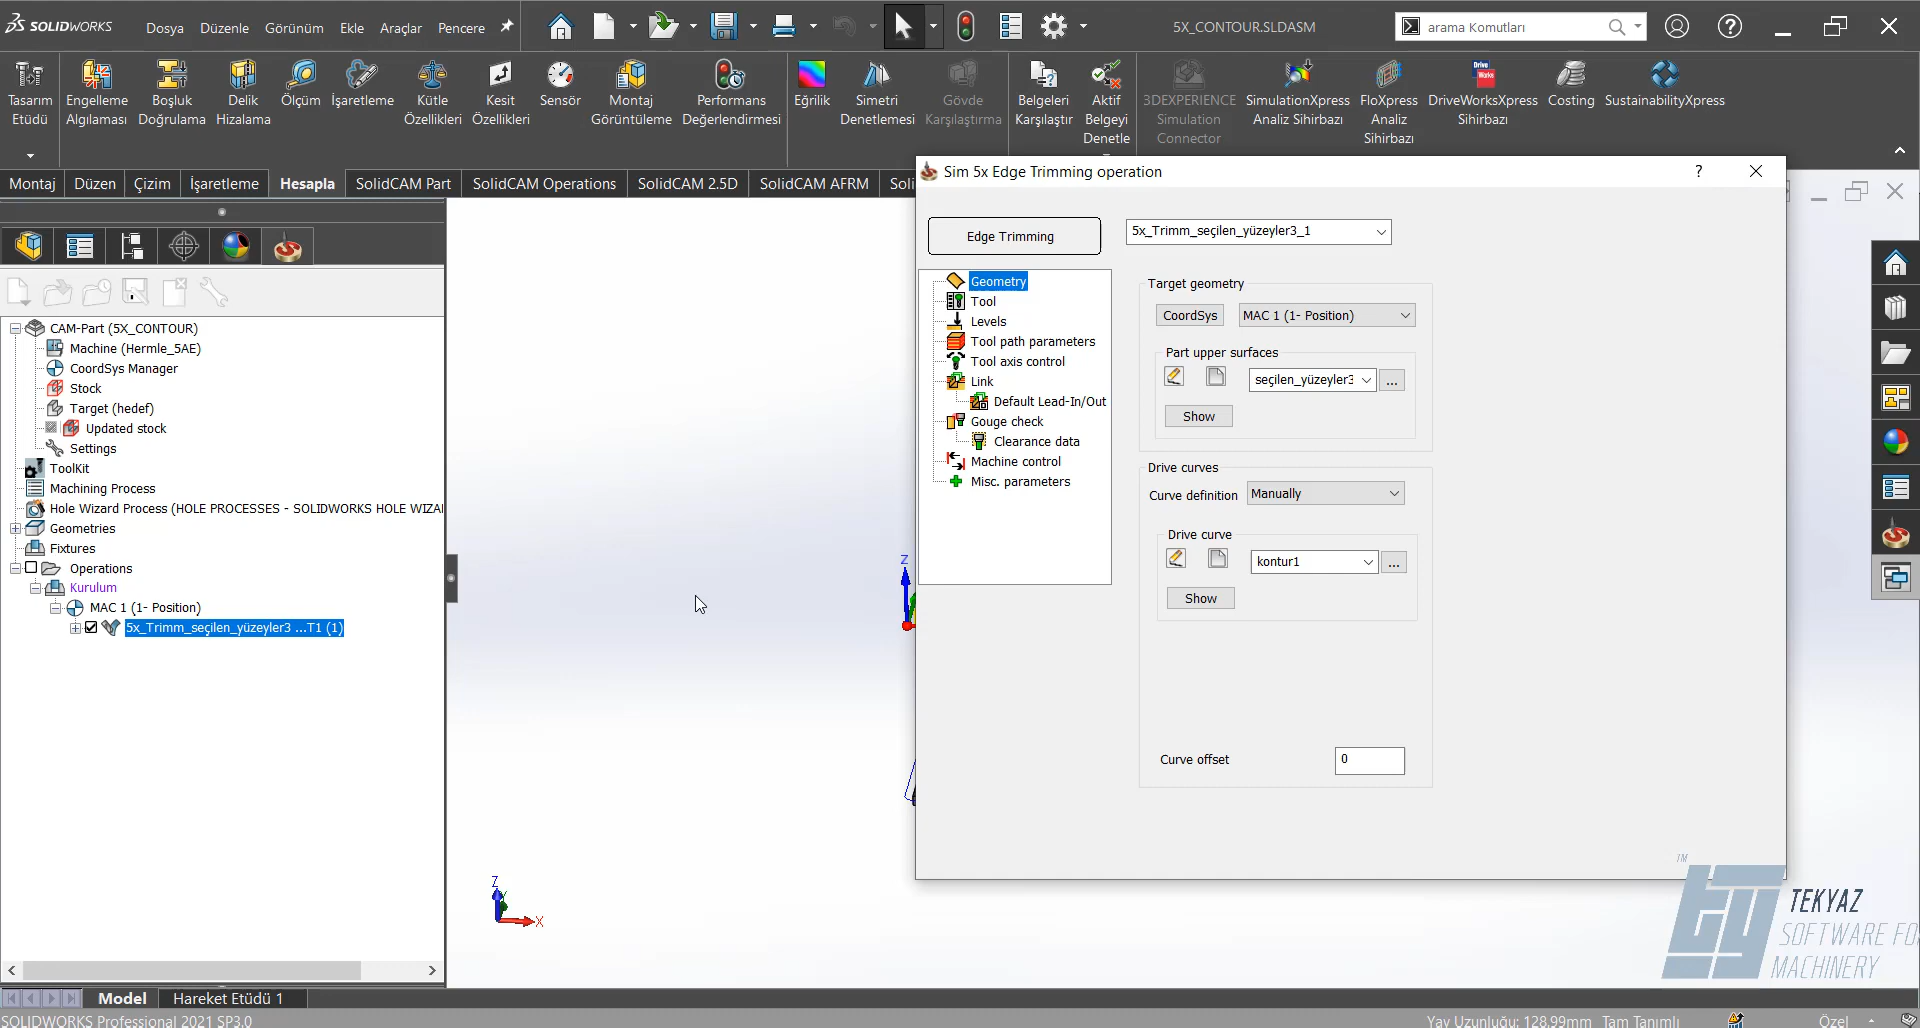 SOLIDWORKS Dosya Düzenle Görünüm Ekle Araçlar Pencere 5X_CONTOUR.SLDASM arama Komutları
Tasarım Etüdü
Engelleme Algılaması
Boşluk Doğrulama
Delik Hizalama
Ölçüm
İşaretleme
Kütle Özellikleri
Kesit Özellikleri
Sensör
Montaj Görüntüleme
Performans Değerlendirmesi
Eğrilik
Simetri Denetlemesi
Gövde Karşılaştırma
Belgeleri Karşılaştır
Aktif Belgeyi Denetle
3DEXPERIENCE Simulation Connector
SimulationXpress Analiz Sihirbazı
FloXpress Analiz Sihirbazı
DriveWorksXpress Sihirbazı
Costing
SustainabilityXpress
Montaj Düzen Çizim İşaretleme Hesapla SolidCAM Part SolidCAM Operations SolidCAM 2.5D SolidCAM AFRM Soli
CAM-Part (5X_CONTOUR)
Machine (Hermle_5AE)
CoordSys Manager
Stock
Target (hedef)
Updated stock
Settings
ToolKit
Machining Process
Hole Wizard Process (HOLE PROCESSES - SOLIDWORKS HOLE WIZA
Geometries
Fixtures
Operations
Kurulum
MAC 1 (1- Position)
5x_Trimm_seçilen_yüzeyler3 ...T1 (1)
Z
Z
Y
X
Sim 5x Edge Trimming operation ?
Edge Trimming
5x_Trimm_seçilen_yüzeyler3_1
Geometry
Tool
Levels
Tool path parameters
Tool axis control
Link
Default Lead-In/Out
Gouge check
Clearance data
Machine control
Misc. parameters
Target geometry
CoordSys MAC 1 (1- Position)
Part upper surfaces
seçilen_yüzeyler3 ...
Show
Drive curves
Curve definition Manually
Drive curve
kontur1 ...
Show
Curve offset 0
TM
TEKYAZ
SOFTWARE FO
MACHINERY
Model Hareket Etüdü 1
SOLIDWORKS Professional 2021 SP3.0 Yay Uzunluğu: 128.99mm Tam Tanımlı Özel